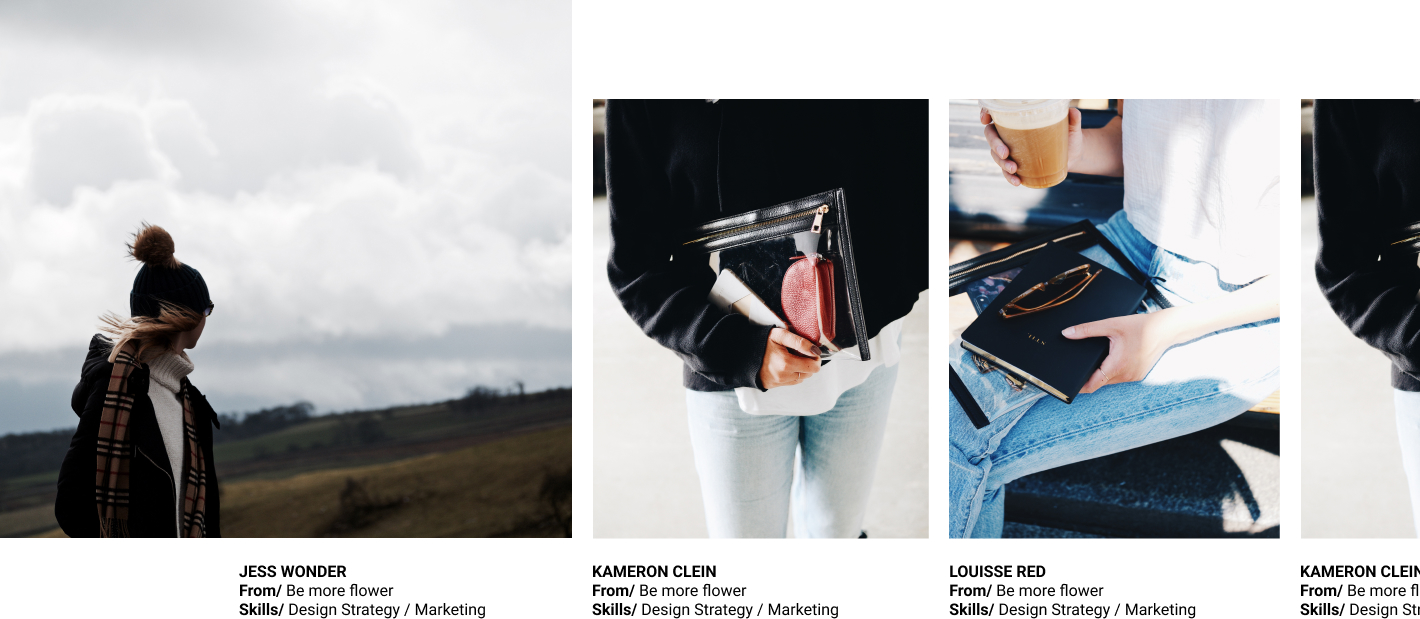 JESS WONDER
From/ Be more flower
Skills/ Design Strategy / Marketing
KAMERON CLEIN
From/ Be more flower
Skills/ Design Strategy / Marketing
LOUISSE RED
From/ Be more flower
Skills/ Design Strategy / Marketing
KAMERON CLEIN
From/ Be more fl
Skills/ Design Str